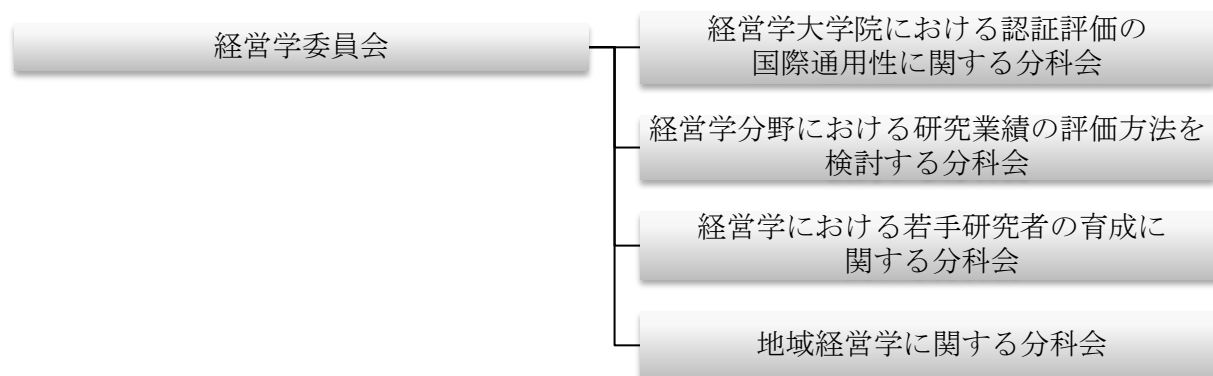 経営学委員会
経営学大学院における認証評価の
国際通用性に関する分科会
経営学分野における研究業績の評価方法を
検討する分科会
経営学における若手研究者の育成に
関する分科会
地域経営学に関する分科会